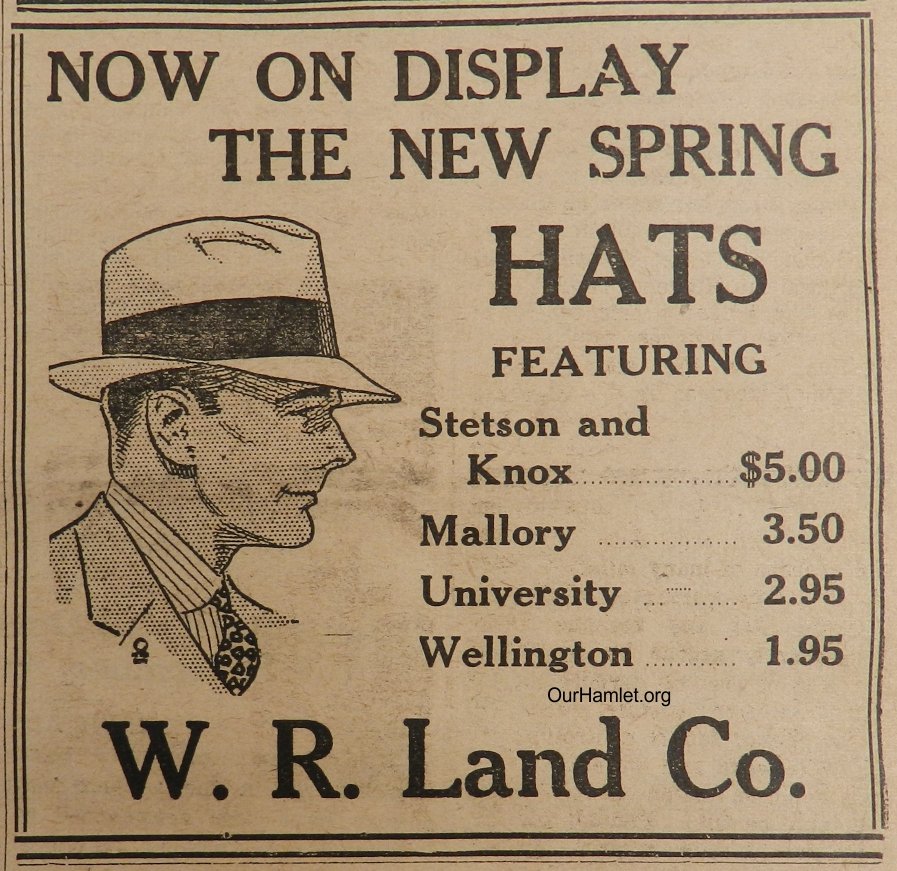 NOW ON DISPLAY
THE NEW SPRING
HATS
FEATURING
Stetson and
Knox....................$5.00
Mallory ................. 3.50
University ............ 2.95
Wellington ........... 1.95
OurHamlet.org
W. R. Land Co.